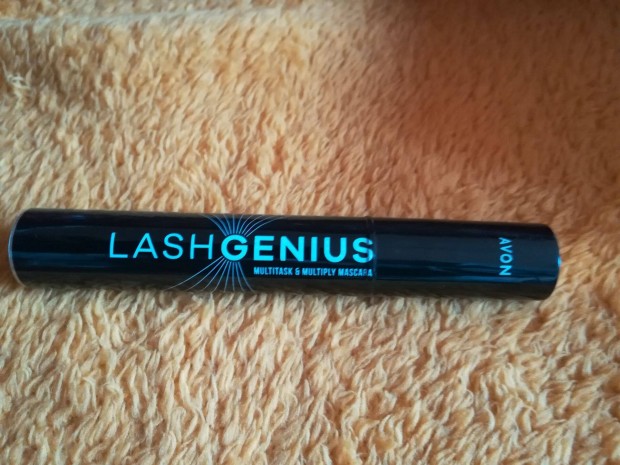 LASHGENIUS
MULTITASK & MULTIPLY MASCARA
AVON